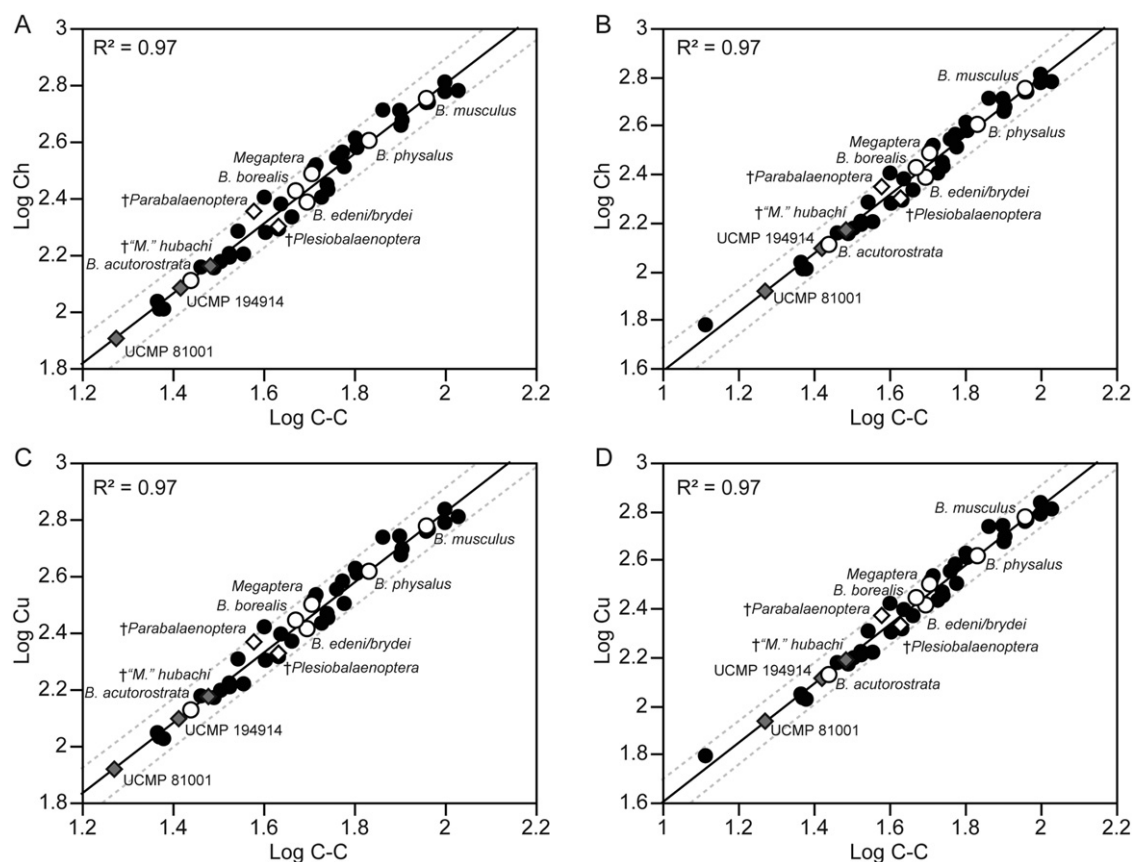 A
R² = 0.97
3
2.8
2.6
2.4
2.2
2
1.8
Log Ch
B. musculus
B. physalus
Megaptera
B. borealis
†Parabalaenoptera
B. edeni/brydei
†Plesiobalaenoptera
†“M.” hubachi
B. acutorostrata
UCMP 194914
UCMP 81001
1.2 1.4 1.6 1.8 2 2.2
Log C-C
B
R² = 0.97
3
2.8
2.6
2.4
2.2
2
1.8
1.6
Log Ch
B. musculus
B. physalus
Megaptera
B. borealis
†Parabalaenoptera
B. edeni/brydei
†Plesiobalaenoptera
†“M.” hubachi
UCMP 194914
B. acutorostrata
UCMP 81001
1 1.2 1.4 1.6 1.8 2 2.2
Log C-C
C
R² = 0.97
3
2.8
2.6
2.4
2.2
2
1.8
Log Cu
B. musculus
B. physalus
Megaptera
B. borealis
†Parabalaenoptera
B. edeni/brydei
†Plesiobalaenoptera
†“M.” hubachi
B. acutorostrata
UCMP 194914
UCMP 81001
1.2 1.4 1.6 1.8 2 2.2
Log C-C
D
R² = 0.97
3
2.8
2.6
2.4
2.2
2
1.8
1.6
Log Cu
B. musculus
B. physalus
Megaptera
B. borealis
†Parabalaenoptera
B. edeni/brydei
†Plesiobalaenoptera
†“M.” hubachi
UCMP 194914
B. acutorostrata
UCMP 81001
1 1.2 1.4 1.6 1.8 2 2.2
Log C-C